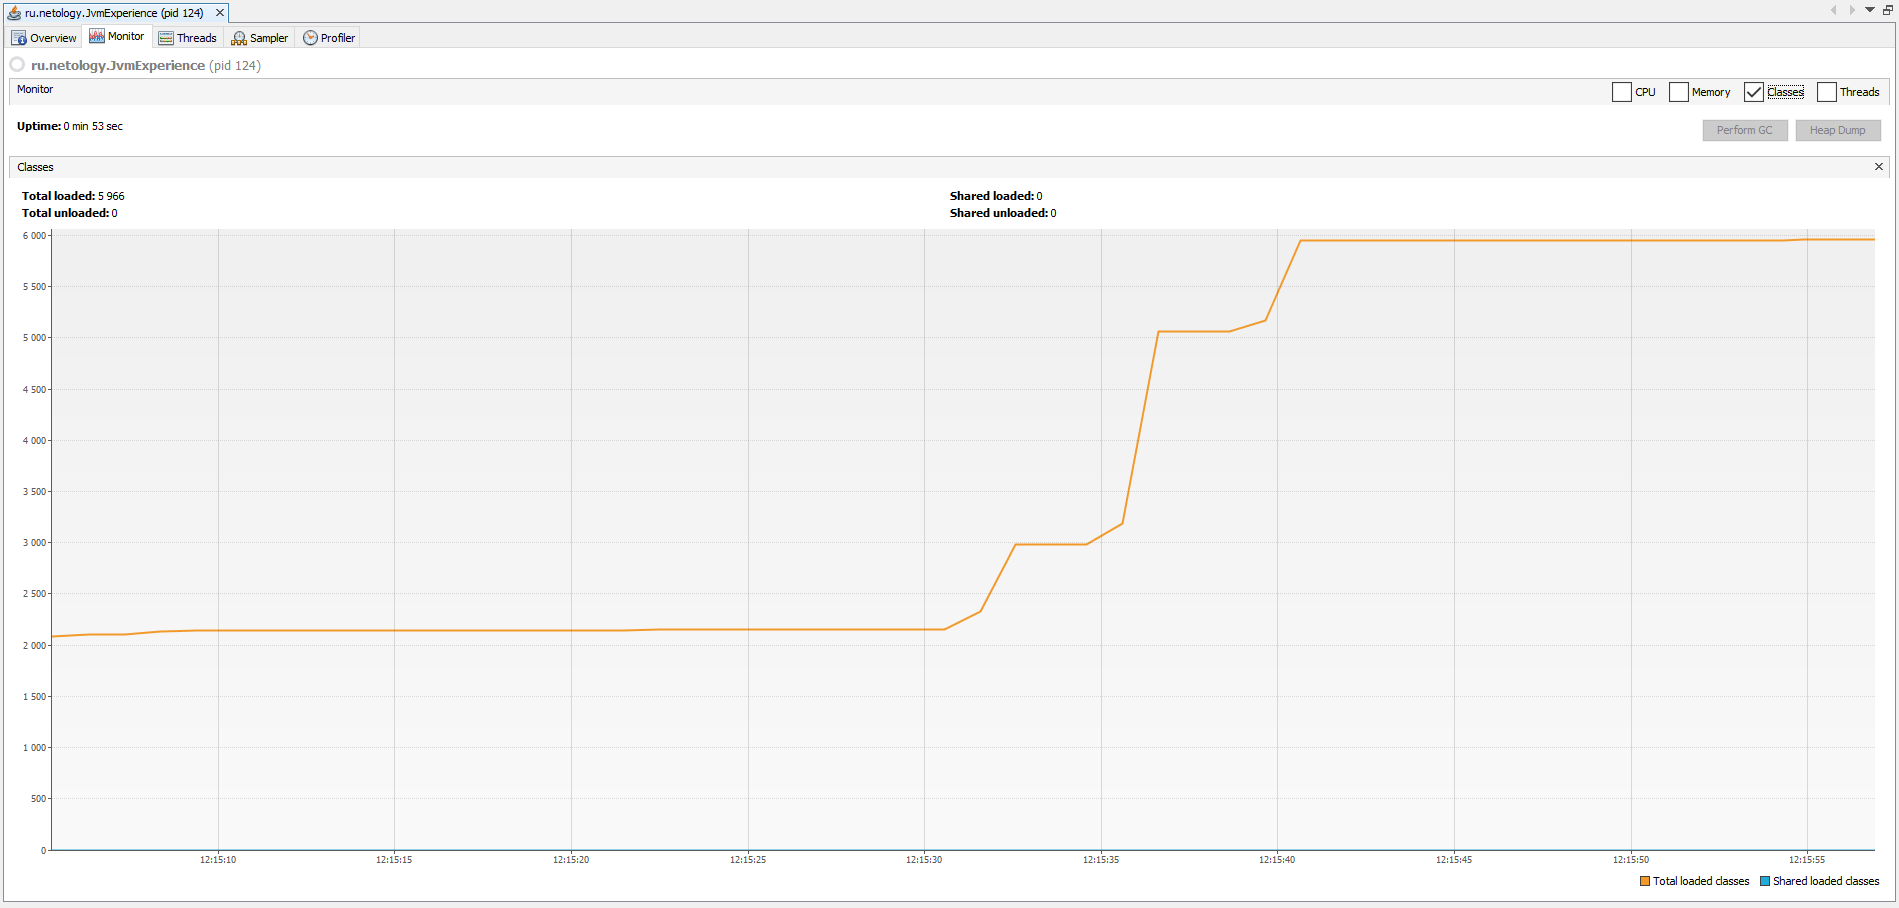 ru.netology.JvmExperience (pid 124)
Overview Monitor Threads Sampler Profiler
ru.netology.JvmExperience (pid 124)
Monitor CPU Memory Classes Threads
Uptime: 0 min 53 sec
Perform GC Heap Dump
Classes
Total loaded: 5 966 Shared loaded: 0
Total unloaded: 0 Shared unloaded: 0
6 000
5 500
5 000
4 500
4 000
3 500
3 000
2 500
2 000
1 500
1 000
500
0
12:15:10 12:15:15 12:15:20 12:15:25 12:15:30 12:15:35 12:15:40 12:15:45 12:15:50 12:15:55
Total loaded classes Shared loaded classes